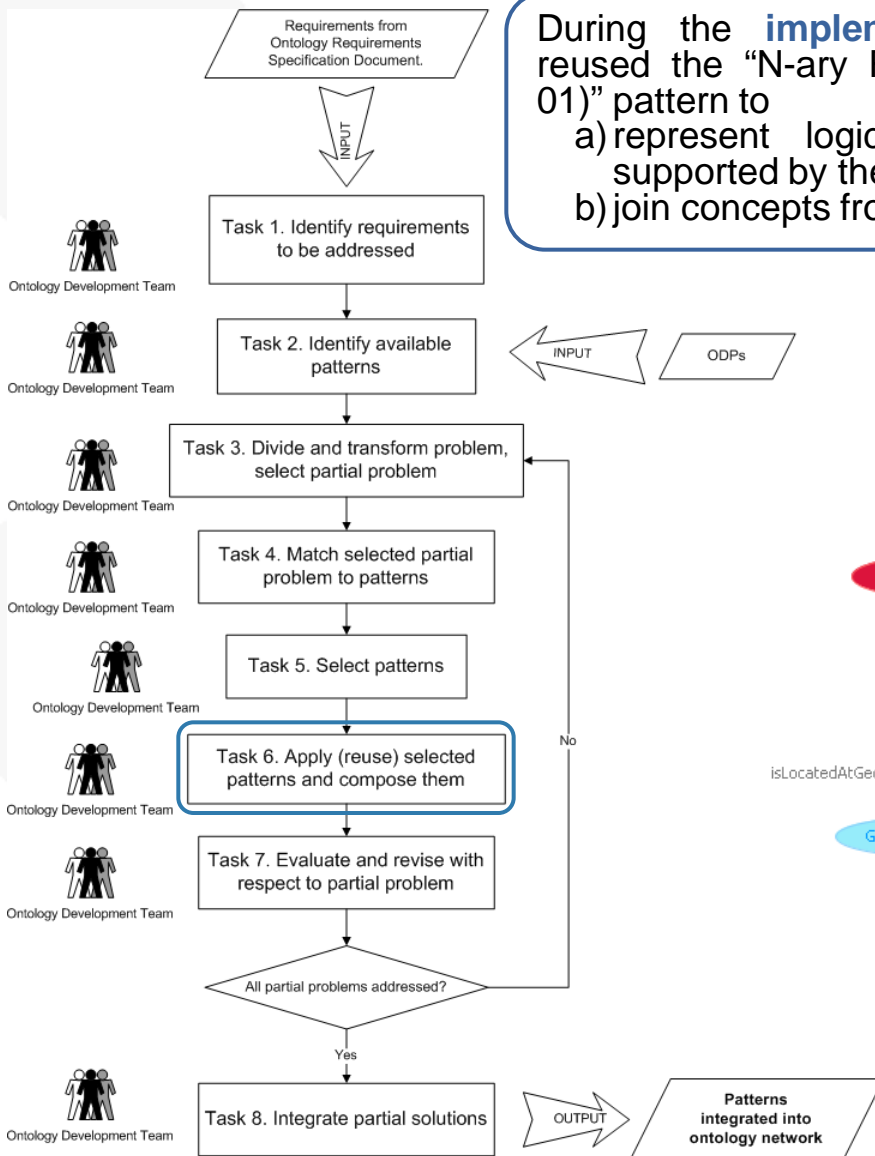 Requirements from
Ontology Requirements
Specification Document.
During the
reused the “N-ary
01)” pattern to
a) represent
supported by
b) join concepts
INPUT
Task 1. Identify requirements
to be addressed
Ontology Development Team
Task 2. Identify available
patterns
INPUT
ODPs
Ontology Development Team
Task 3. Divide and transform problem,
select partial problem
Ontology Development Team
Task 4. Match selected partial
problem to patterns
Ontology Development Team
Task 5. Select patterns
Ontology Development Team
No
Task 6. Apply (reuse) selected
patterns and compose them
Ontology Development Team
Task 7. Evaluate and revise with
respect to partial problem
Ontology Development Team
All partial problems addressed?
Yes
Task 8. Integrate partial solutions
Ontology Development Team
OUTPUT
Patterns
integrated into
ontology network